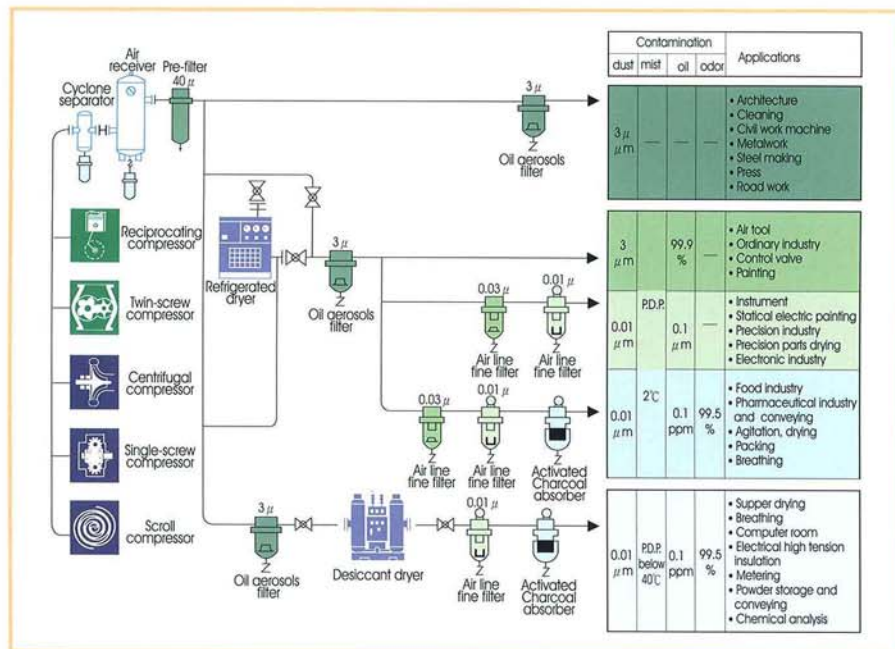 Air
receiver
Pre-filter
40 μ
Cyclone
separator
3 μ
Oil aerosols
filter
Reciprocating
compressor
Twin-screw
compressor
Centrifugal
compressor
Single-screw
compressor
Scroll
compressor
Refrigerated
dryer
3 μ
Oil aerosols
filter
0.03 μ
0.01 μ
Air line
fine filter
Air line
fine filter
0.03 μ
0.01 μ
Air line
fine filter
Air line
fine filter
Activated
Charcoal
absorber
3 μ
Oil aerosols
filter
Desiccant dryer
0.01 μ
Air line
fine filter
Activated
Charcoal
absorber
Contamination
Applications
dust mist oil odor
3 μ
μm
— — —
• Architecture
• Cleaning
• Civil work machine
• Metalwork
• Steel making
• Press
• Road work
3
μm
99.9
%
—
• Air tool
• Ordinary industry
• Control valve
• Painting
P.D.P.
2℃
0.01
μm
0.1
μm
—
• Instrument
• Statical electric painting
• Precision industry
• Precision parts drying
• Electronic industry
0.01
μm
0.1
ppm
99.5
%
• Food industry
• Pharmaceutical industry
and conveying
• Agitation, drying
• Packing
• Breathing
0.01
μm
P.D.P.
below
40℃
0.1
ppm
99.5
%
• Supper drying
• Breathing
• Computer room
• Electrical high tension
insulation
• Metering
• Powder storage and
conveying
• Chemical analysis